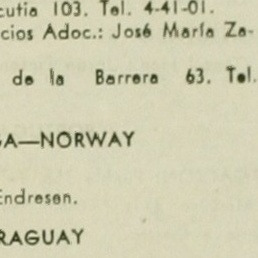 cutia 103. Tel. 4-41-01.
cios Adoc.: José María Za-
de la Barrera 63. Tel.
GA—NORWAY
Endresen.
RAGUAY